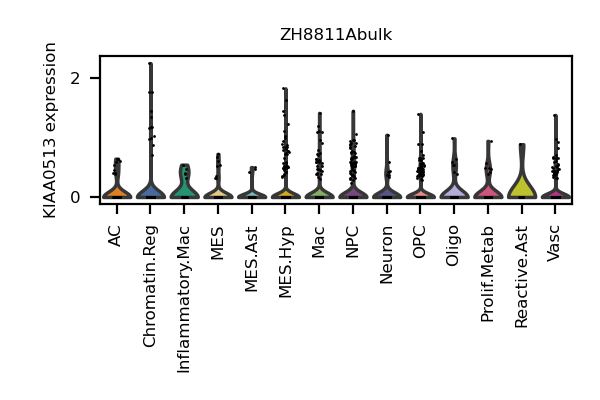 ZH8811Abulk
KIAA0513 expression
2
0
AC
Chromatin.Reg
Inflammatory.Mac
MES
MES.Ast
MES.Hyp
Mac
NPC
Neuron
OPC
Oligo
Prolif.Metab
Reactive.Ast
Vasc